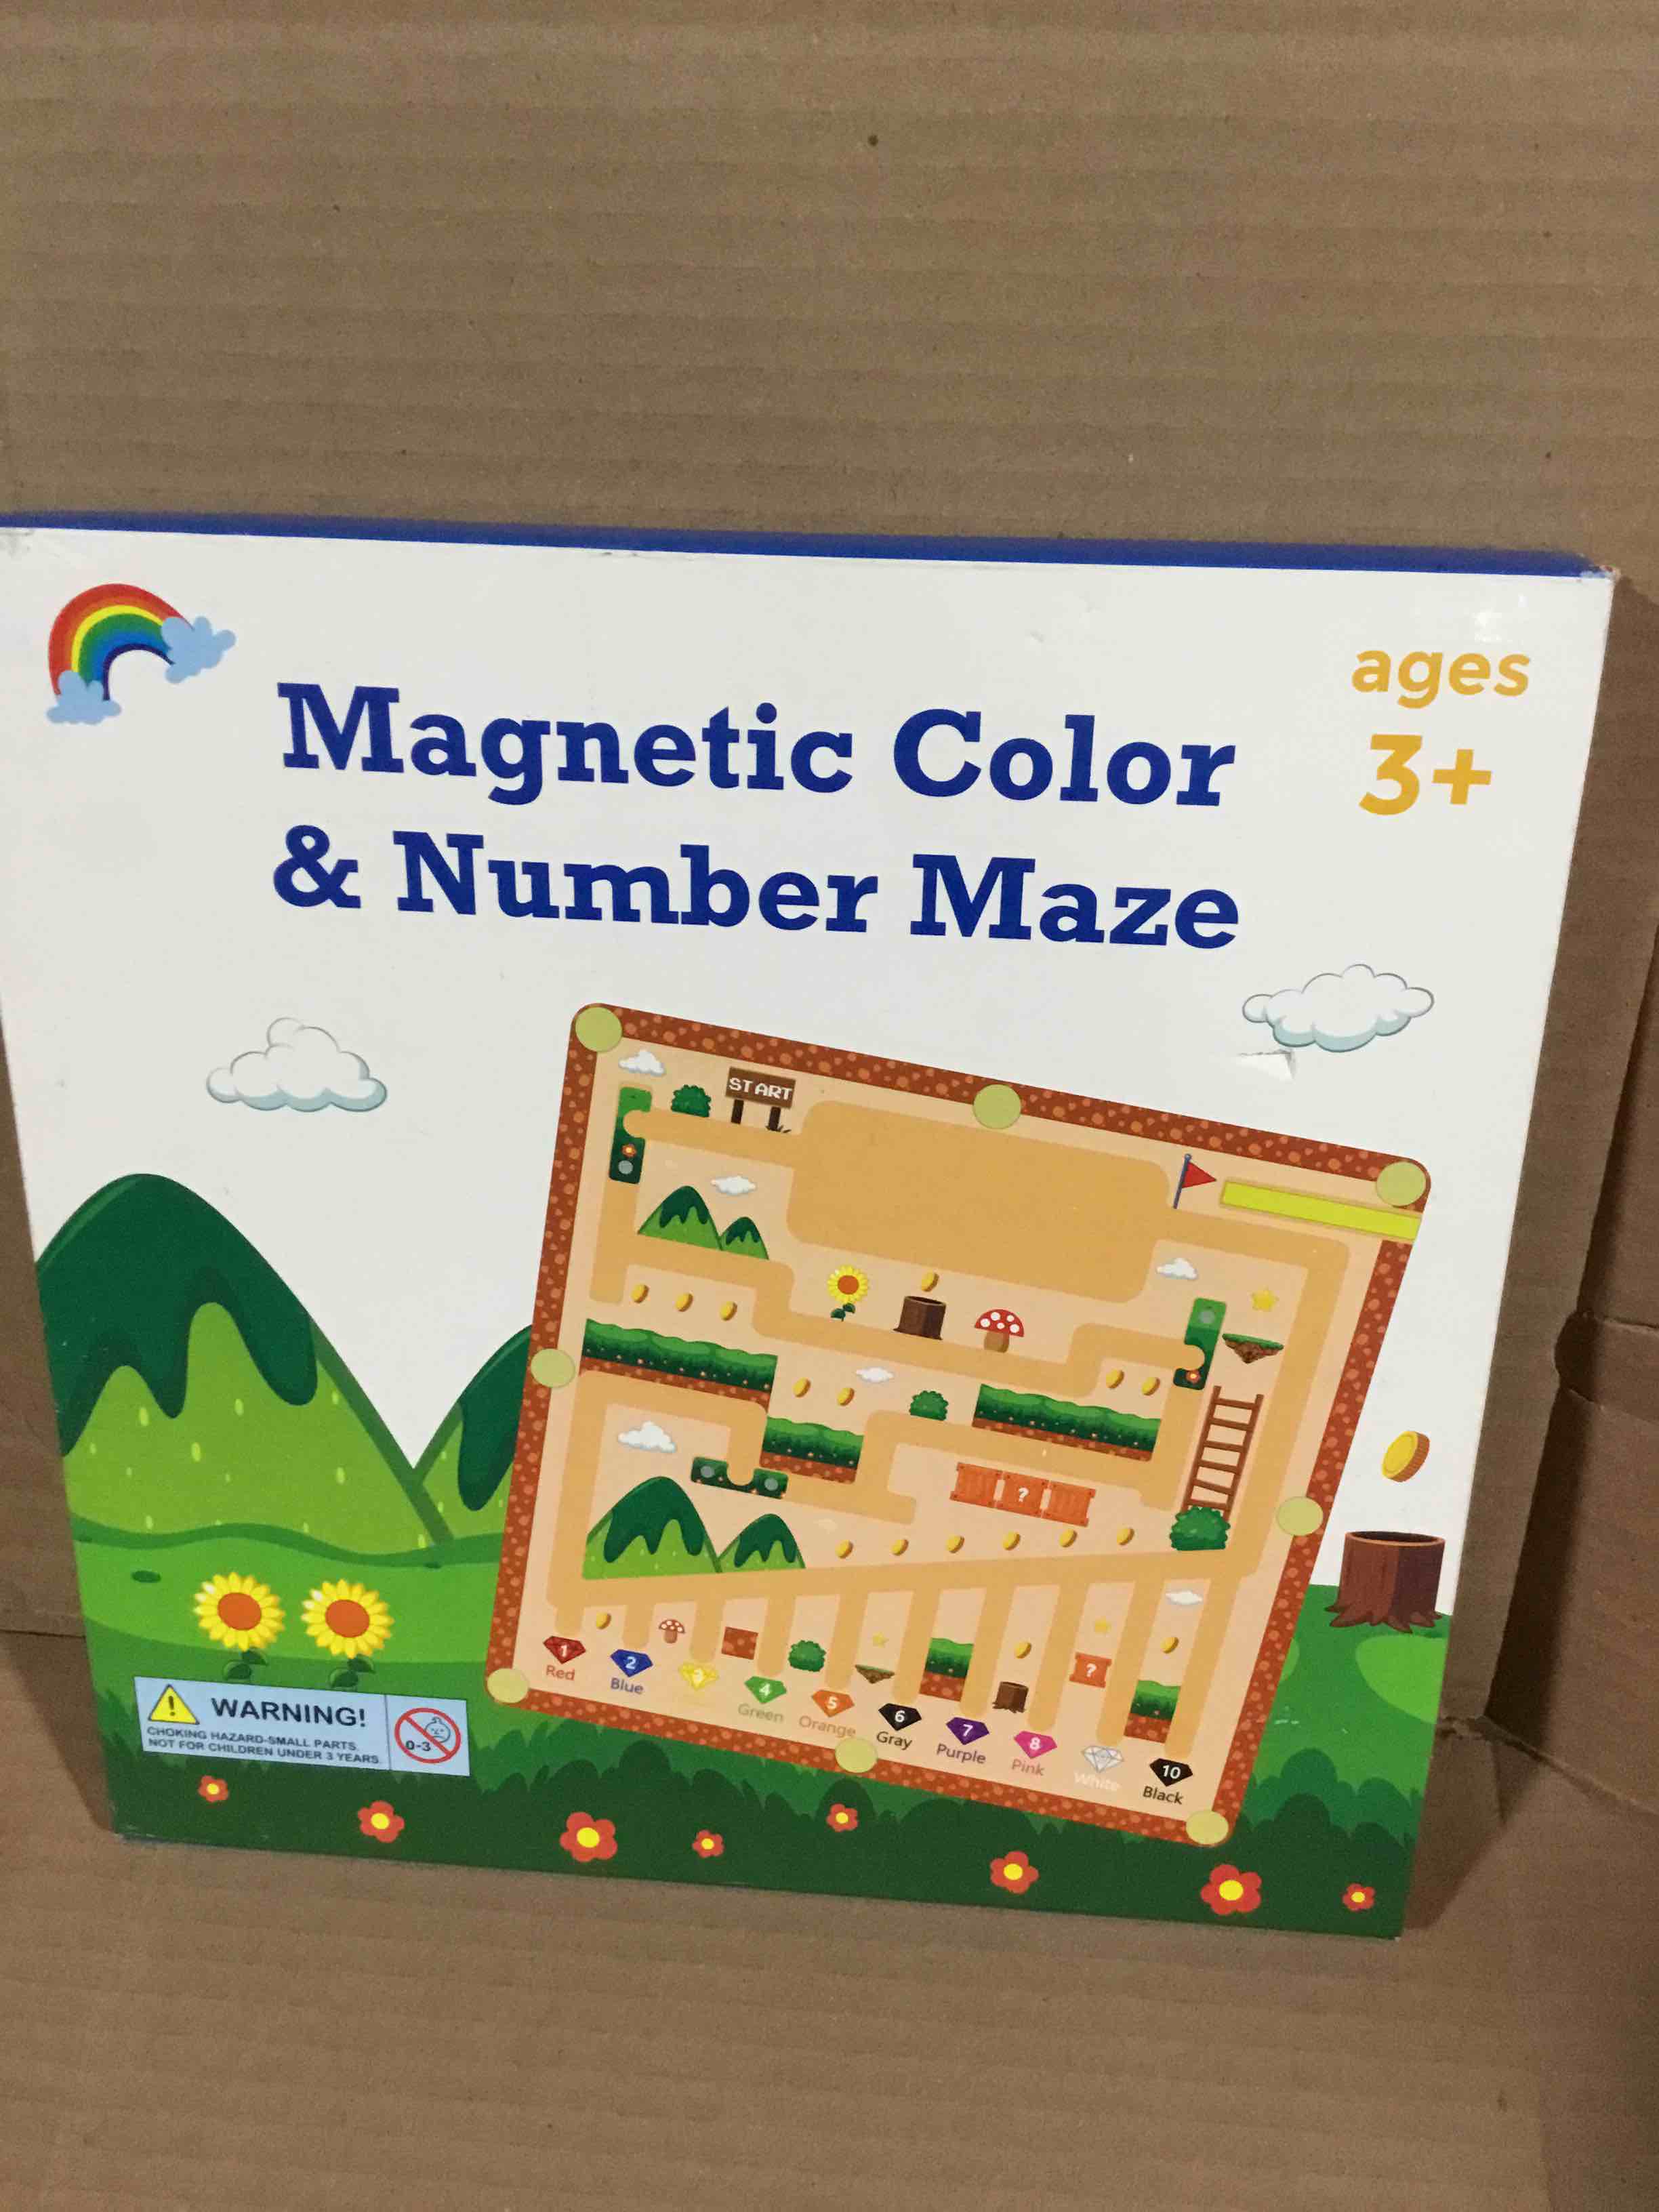 ages
3+
Magnetic Color
& Number Maze
START
?
?
1
Red
2
Blue
3
4
Green
5
Orange
6
Gray
7
Purple
8
Pink
White
10
Black
WARNING!
CHOKING HAZARD-SMALL PARTS.
NOT FOR CHILDREN UNDER 3 YEARS.
0-3